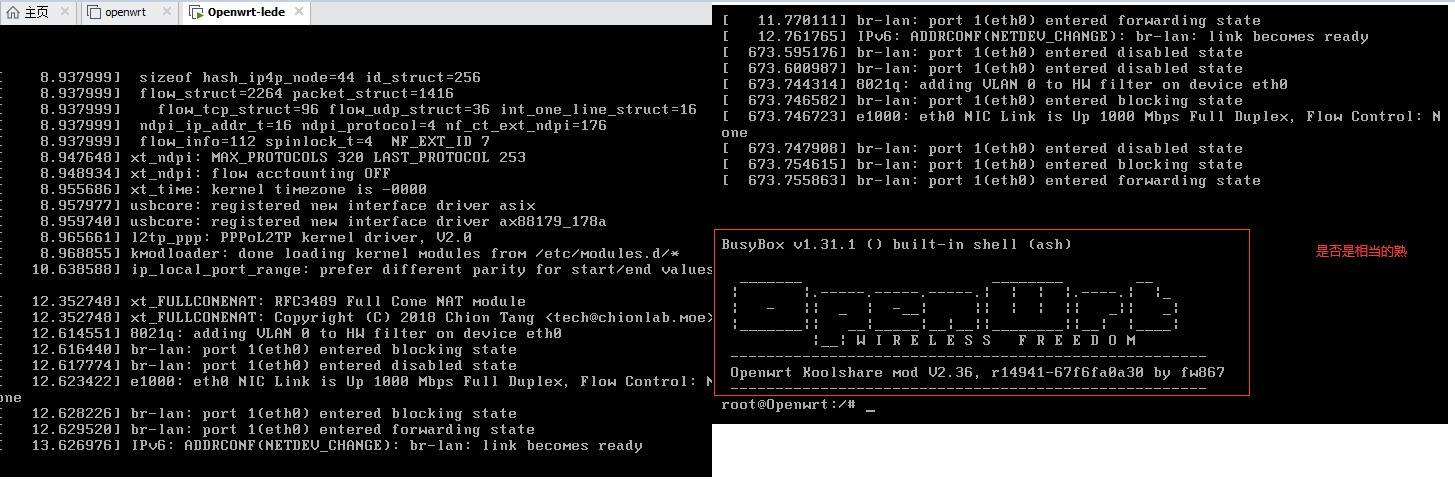 主页 openwrt Openwrt-lede
[ 8.937999] sizeof hash_ip4p_node=44 id_struct=256
[ 8.937999] flow_struct=2264 packet_struct=1416
[ 8.937999] flow_tcp_struct=96 flow_udp_struct=36 int_one_line_struct=16
[ 8.937999] ndpi_ip_addr_t=16 ndpi_protocol=4 nf_ct_ext_ndpi=176
[ 8.937999] flow_info=112 spinlock_t=4 NF_EXT_ID 7
[ 8.947648] xt_ndpi: MAX_PROTOCOLS 320 LAST_PROTOCOL 253
[ 8.948934] xt_ndpi: flow acctounting OFF
[ 8.955686] xt_time: kernel timezone is -0000
[ 8.957977] usbcore: registered new interface driver asix
[ 8.959740] usbcore: registered new interface driver ax88179_178a
[ 8.965661] l2tp_ppp: PPPoL2TP kernel driver, V2.0
[ 8.968855] kmodloader: done loading kernel modules from /etc/modules.d/*
[ 10.638588] ip_local_port_range: prefer different parity for start/end values
[ 12.352748] xt_FULLCONENAT: RFC3489 Full Cone NAT module
[ 12.352748] xt_FULLCONENAT: Copyright (C) 2018 Chion Tang <tech@chionlab.moe>
[ 12.614551] 8021q: adding VLAN 0 to HW filter on device eth0
[ 12.616440] br-lan: port 1(eth0) entered blocking state
[ 12.617774] br-lan: port 1(eth0) entered disabled state
[ 12.623422] e1000: eth0 NIC Link is Up 1000 Mbps Full Duplex, Flow Control: N
one
[ 12.628226] br-lan: port 1(eth0) entered blocking state
[ 12.629520] br-lan: port 1(eth0) entered forwarding state
[ 13.626976] IPv6: ADDRCONF(NETDEV_CHANGE): br-lan: link becomes ready
[ 11.770111] br-lan: port 1(eth0) entered forwarding state
[ 12.761765] IPv6: ADDRCONF(NETDEV_CHANGE): br-lan: link becomes ready
[ 673.595176] br-lan: port 1(eth0) entered disabled state
[ 673.600987] br-lan: port 1(eth0) entered disabled state
[ 673.744314] 8021q: adding VLAN 0 to HW filter on device eth0
[ 673.746582] br-lan: port 1(eth0) entered blocking state
[ 673.746723] e1000: eth0 NIC Link is Up 1000 Mbps Full Duplex, Flow Control: N
one
[ 673.747908] br-lan: port 1(eth0) entered disabled state
[ 673.754615] br-lan: port 1(eth0) entered blocking state
[ 673.755863] br-lan: port 1(eth0) entered forwarding state
BusyBox v1.31.1 () built-in shell (ash)
是否是相当的熟
OpenWrt
W I R E L E S S F R E E D O M
Openwrt Koolshare mod V2.36, r14941-67f6fa0a30 by fw867
root@Openwrt:/# _